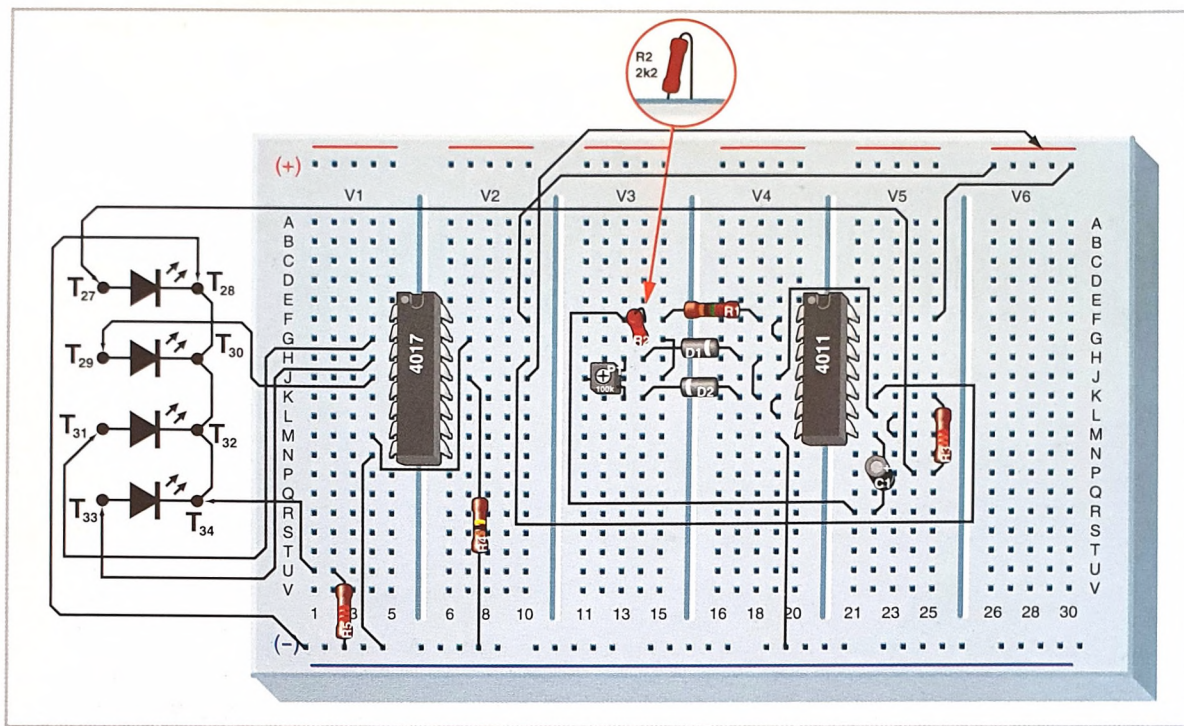 R2
2k2
(+)
V1 V2 V3 V4 V5 V6
A A
B B
C C
D D
E E
F F
G G
H H
J J
K K
L L
M M
N N
P P
Q Q
R R
S S
T T
U U
V V
1 3 5 6 8 10 11 13 15 16 18 20 21 23 25 26 28 30
(-)
T27 T28
T29 T30
T31 T32
T33 T34
4017
4011
R2
R1
D1
P1
100k
D2
R3
+
C1
R4
R5